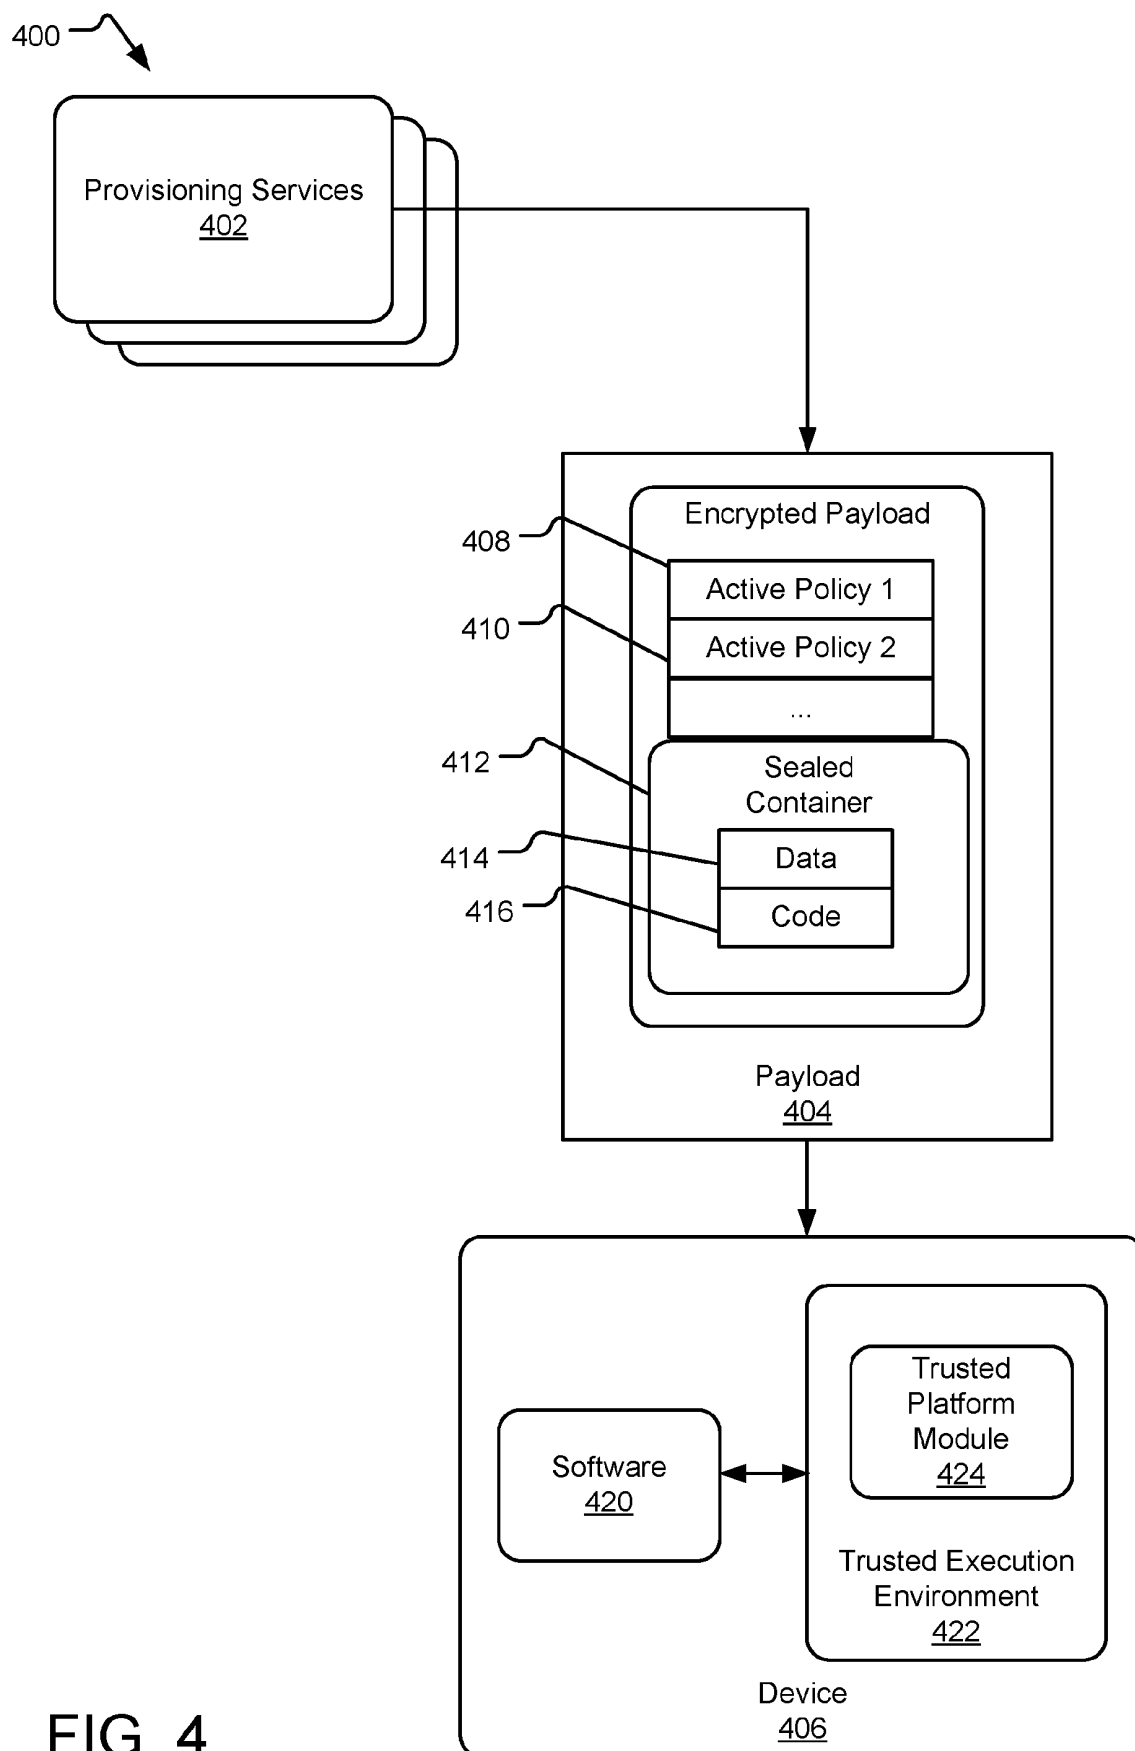 400
Provisioning Services
402
Encrypted Payload
408
Active Policy 1
410
Active Policy 2
...
412
Sealed
Container
414
Data
416
Code
Payload
404
Trusted
Platform
Module
424
Software
420
Trusted Execution
Environment
422
Device
406
FIG. 4